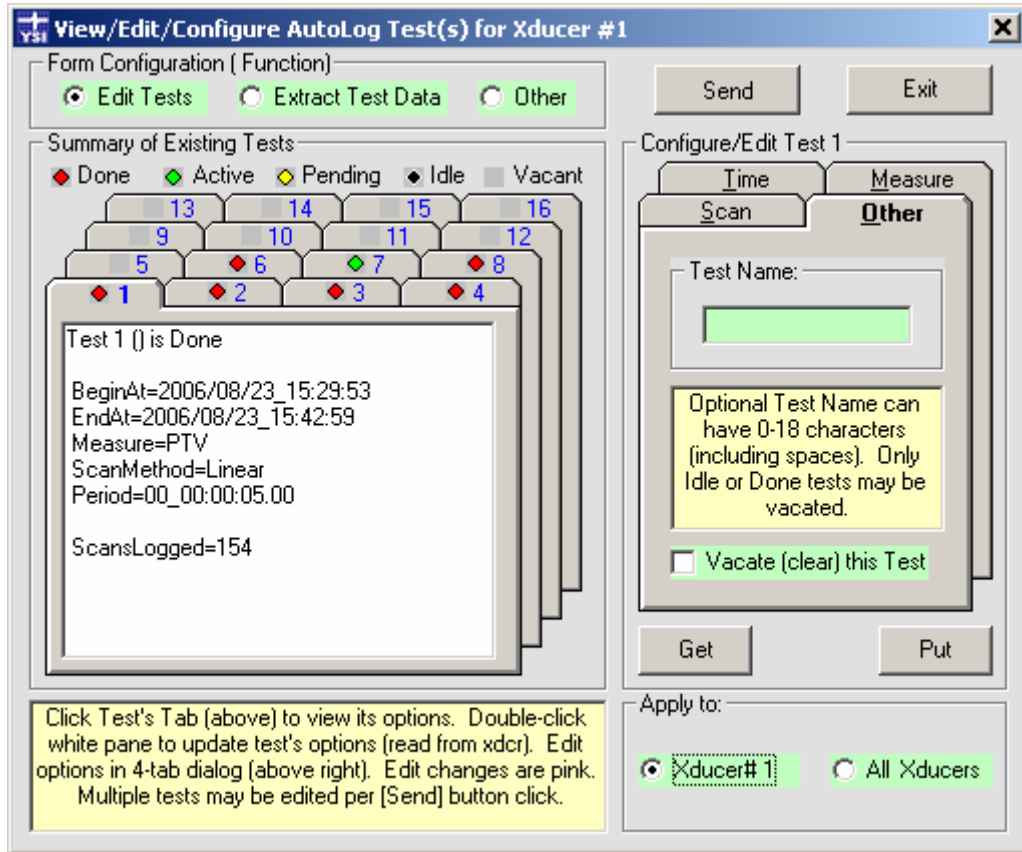 YSI View/Edit/Configure AutoLog Test(s) for Xducer #1
Form Configuration ( Function)
Edit Tests Extract Test Data Other
Send Exit
Summary of Existing Tests
Done Active Pending Idle Vacant
13 14 15 16
9 10 11 12
5 6 7 8
1 2 3 4
Test 1 () is Done
BeginAt=2006/08/23_15:29:53
EndAt=2006/08/23_15:42:59
Measure=PTV
ScanMethod=Linear
Period=00_00:00:05.00
ScansLogged=154
Click Test's Tab (above) to view its options. Double-click
white pane to update test's options (read from xdcr). Edit
options in 4-tab dialog (above right). Edit changes are pink.
Multiple tests may be edited per [Send] button click.
Configure/Edit Test 1
Time Measure
Scan Other
Test Name:
Optional Test Name can
have 0-18 characters
(including spaces). Only
Idle or Done tests may be
vacated.
Vacate (clear) this Test
Get Put
Apply to:
Xducer# 1 All Xducers